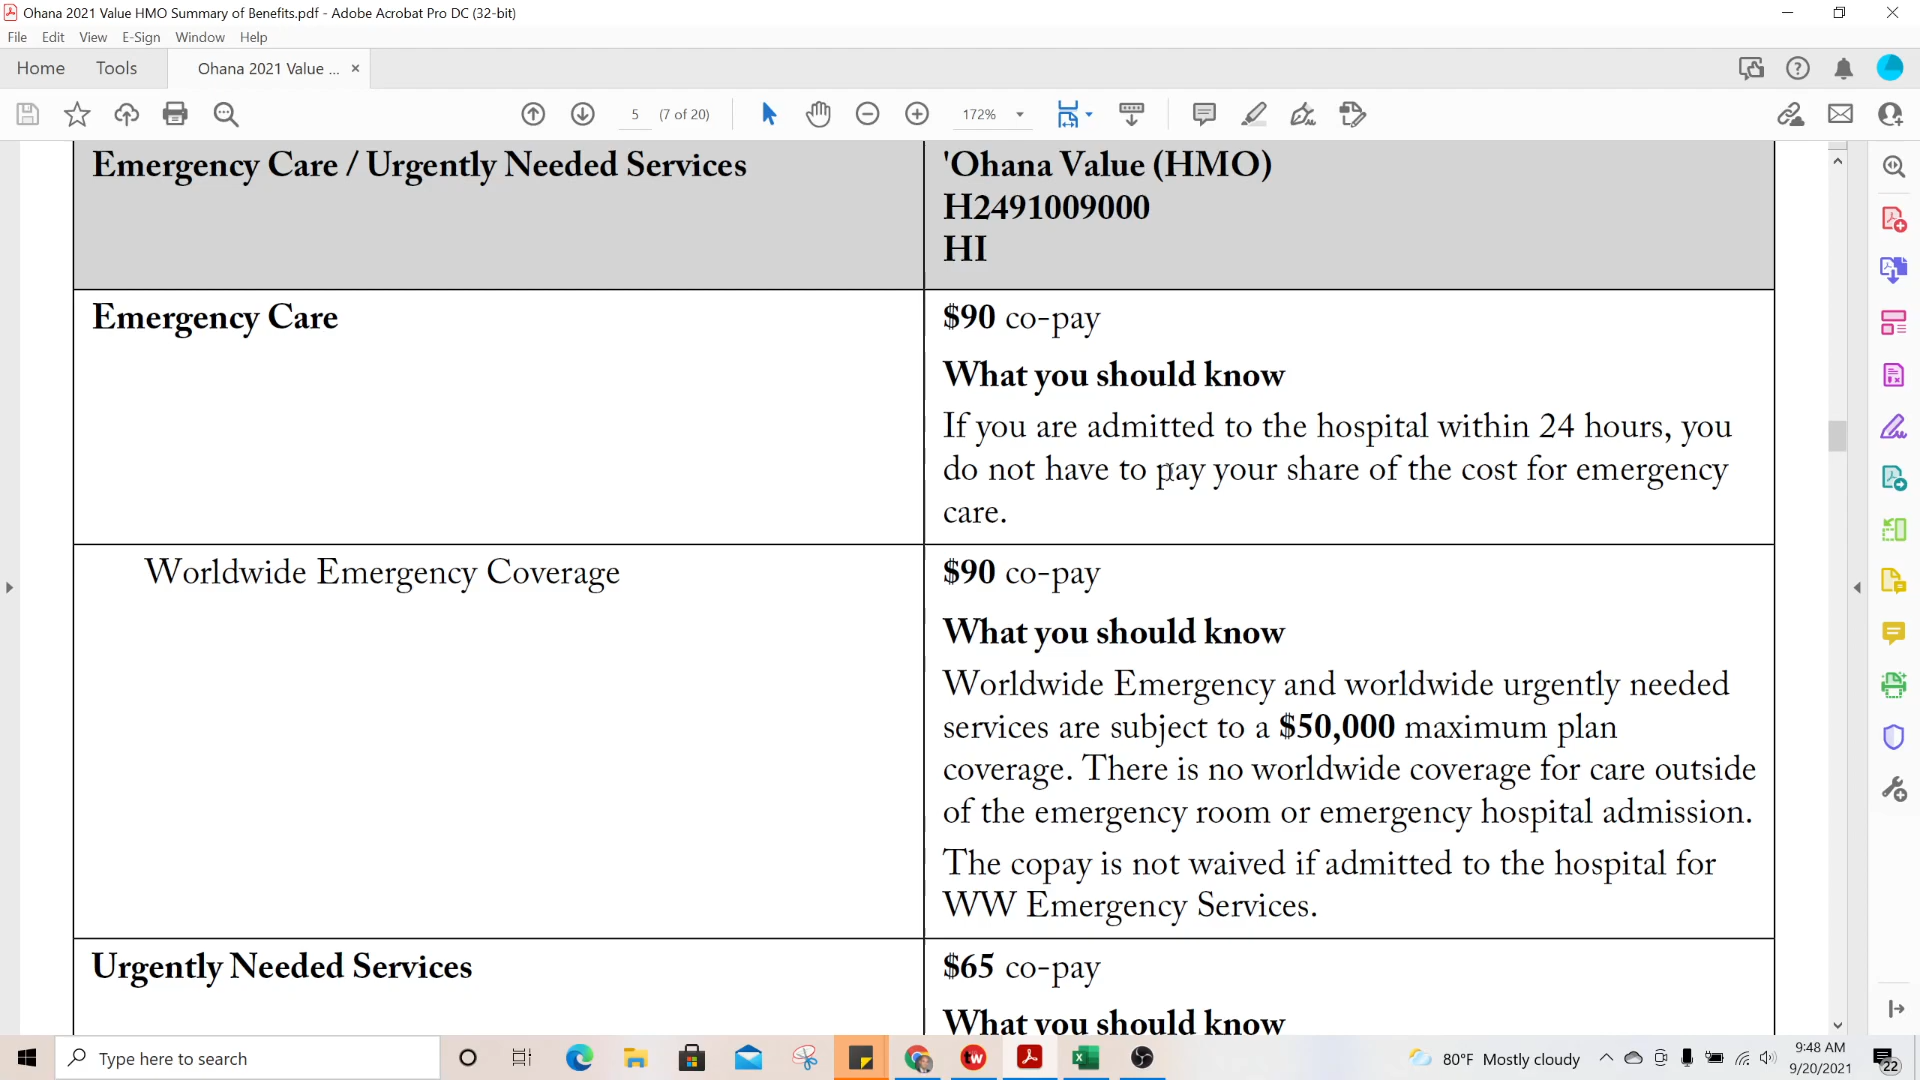 Ohana 2021 Value HMO Summary of Benefits.pdf - Adobe Acrobat Pro DC (32-bit)
File Edit View E-Sign Window Help
Home Tools Ohana 2021 Value ... ×
5 (7 of 20) 172%
Emergency Care / Urgently Needed Services
'Ohana Value (HMO)
H2491009000
HI
Emergency Care
$90 co-pay
What you should know
If you are admitted to the hospital within 24 hours, you
do not have to pay your share of the cost for emergency
care.
Worldwide Emergency Coverage
$90 co-pay
What you should know
Worldwide Emergency and worldwide urgently needed
services are subject to a $50,000 maximum plan
coverage. There is no worldwide coverage for care outside
of the emergency room or emergency hospital admission.
The copay is not waived if admitted to the hospital for
WW Emergency Services.
Urgently Needed Services
$65 co-pay
What you should know
Type here to search
tw
80°F Mostly cloudy
9:48 AM
9/20/2021
22